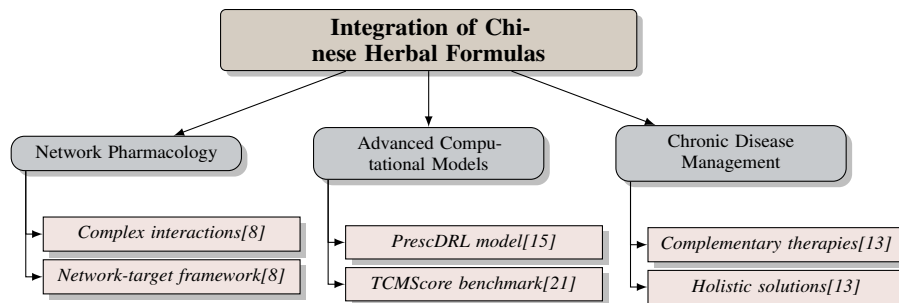 Integration of Chi-
nese Herbal Formulas
Network Pharmacology
Advanced Compu-
tational Models
Chronic Disease
Management
Complex interactions[8]
Network-target framework[8]
PrescDRL model[15]
TCMScore benchmark[21]
Complementary therapies[13]
Holistic solutions[13]